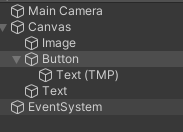 Main Camera
Canvas
Image
Button
Text (TMP)
Text
EventSystem